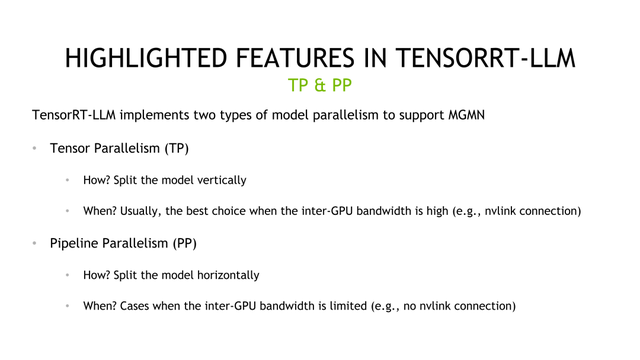 HIGHLIGHTED FEATURES IN TENSORRT-LLM
TP & PP
TensorRT-LLM implements two types of model parallelism to support MGMN
• Tensor Parallelism (TP)
• How? Split the model vertically
• When? Usually, the best choice when the inter-GPU bandwidth is high (e.g., nvlink connection)
• Pipeline Parallelism (PP)
• How? Split the model horizontally
• When? Cases when the inter-GPU bandwidth is limited (e.g., no nvlink connection)